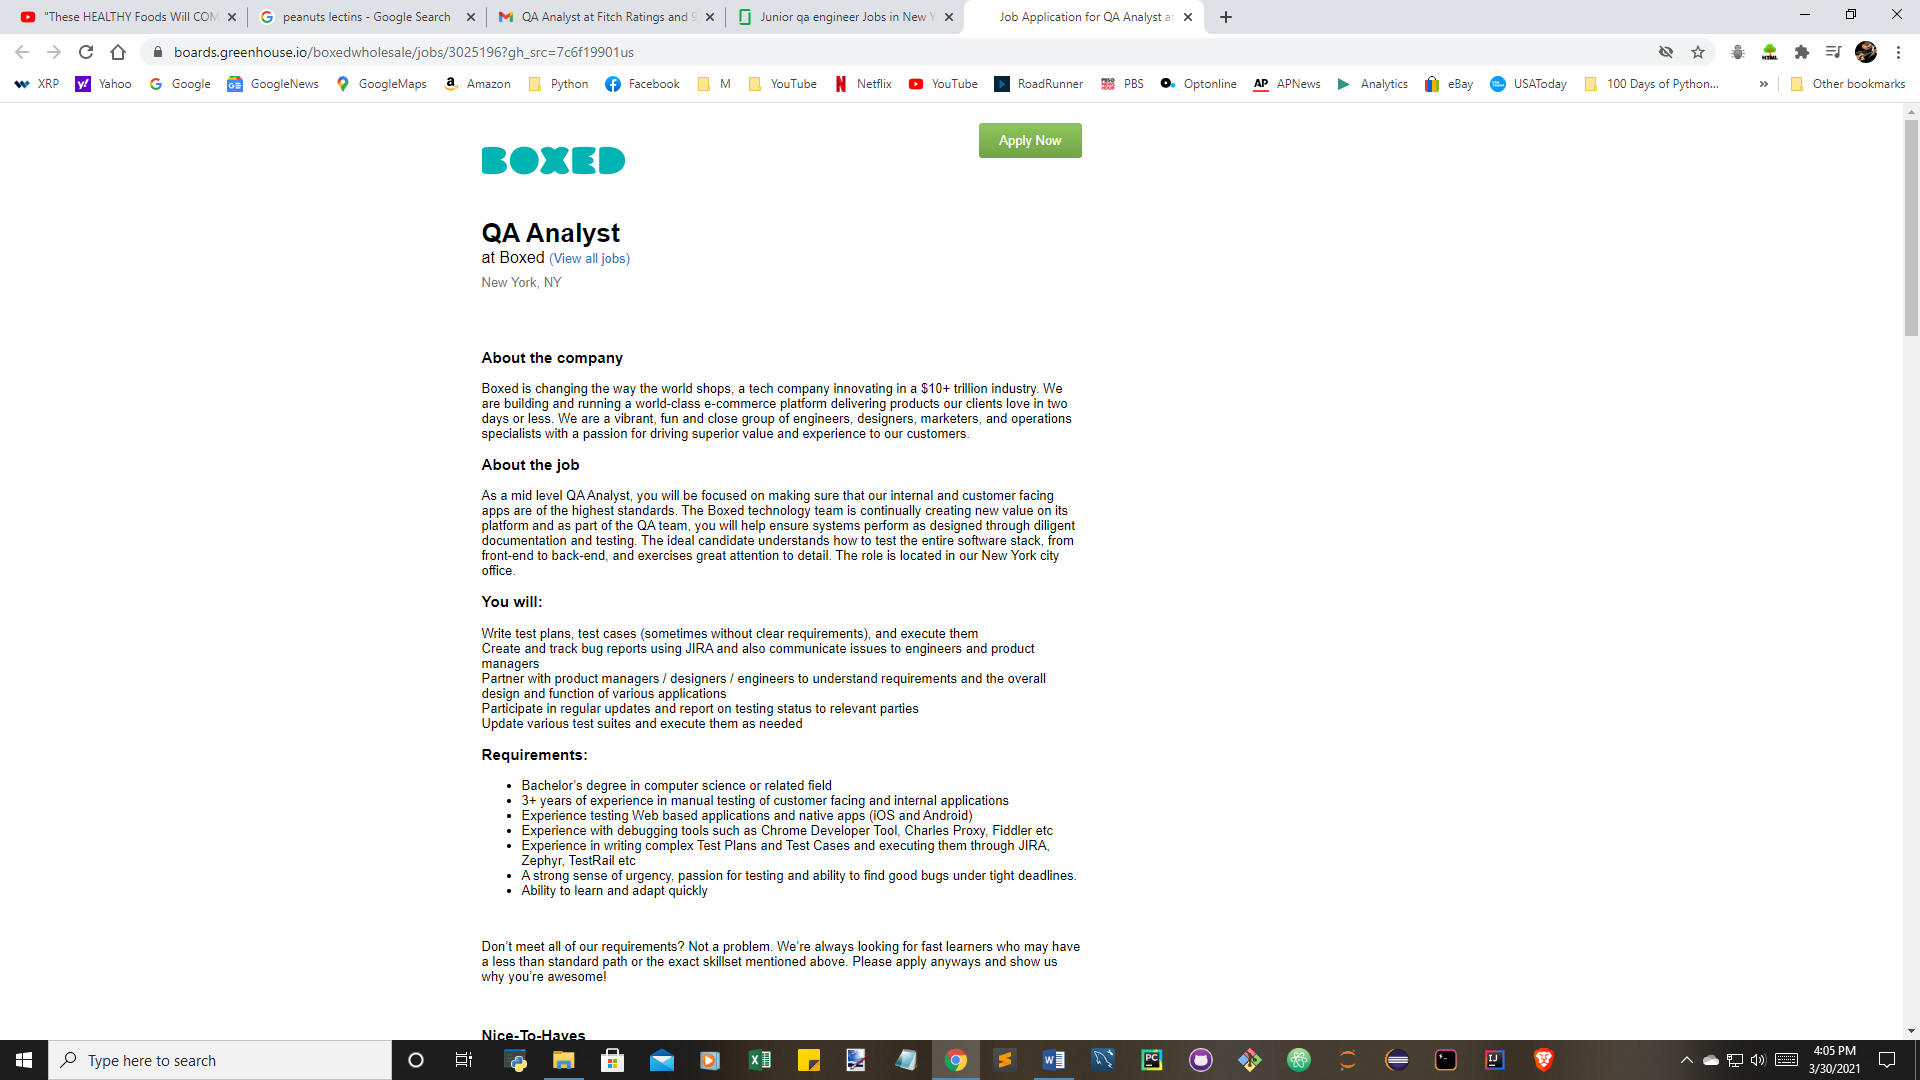 "These HEALTHY Foods Will COM
peanuts lectins - Google Search
QA Analyst at Fitch Ratings and 9
Junior qa engineer Jobs in New Y
Job Application for QA Analyst at
boards.greenhouse.io/boxedwholesale/jobs/3025196?gh_src=7c6f19901us
XRP Yahoo Google GoogleNews GoogleMaps Amazon Python Facebook M YouTube Netflix YouTube RoadRunner PBS Optonline APNews Analytics eBay USAToday 100 Days of Python... » Other bookmarks
Apply Now
BOXED
QA Analyst
at Boxed (View all jobs)
New York, NY
About the company
Boxed is changing the way the world shops, a tech company innovating in a $10+ trillion industry. We
are building and running a world-class e-commerce platform delivering products our clients love in two
days or less. We are a vibrant, fun and close group of engineers, designers, marketers, and operations
specialists with a passion for driving superior value and experience to our customers.
About the job
As a mid level QA Analyst, you will be focused on making sure that our internal and customer facing
apps are of the highest standards. The Boxed technology team is continually creating new value on its
platform and as part of the QA team, you will help ensure systems perform as designed through diligent
documentation and testing. The ideal candidate understands how to test the entire software stack, from
front-end to back-end, and exercises great attention to detail. The role is located in our New York city
office.
You will:
Write test plans, test cases (sometimes without clear requirements), and execute them
Create and track bug reports using JIRA and also communicate issues to engineers and product
managers
Partner with product managers / designers / engineers to understand requirements and the overall
design and function of various applications
Participate in regular updates and report on testing status to relevant parties
Update various test suites and execute them as needed
Requirements:
• Bachelor's degree in computer science or related field
• 3+ years of experience in manual testing of customer facing and internal applications
• Experience testing Web based applications and native apps (iOS and Android)
• Experience with debugging tools such as Chrome Developer Tool, Charles Proxy, Fiddler etc
• Experience in writing complex Test Plans and Test Cases and executing them through JIRA,
Zephyr, TestRail etc
• A strong sense of urgency, passion for testing and ability to find good bugs under tight deadlines.
• Ability to learn and adapt quickly
Don't meet all of our requirements? Not a problem. We're always looking for fast learners who may have
a less than standard path or the exact skillset mentioned above. Please apply anyways and show us
why you're awesome!
Nice-To-Haves
Type here to search
4:05 PM
3/30/2021